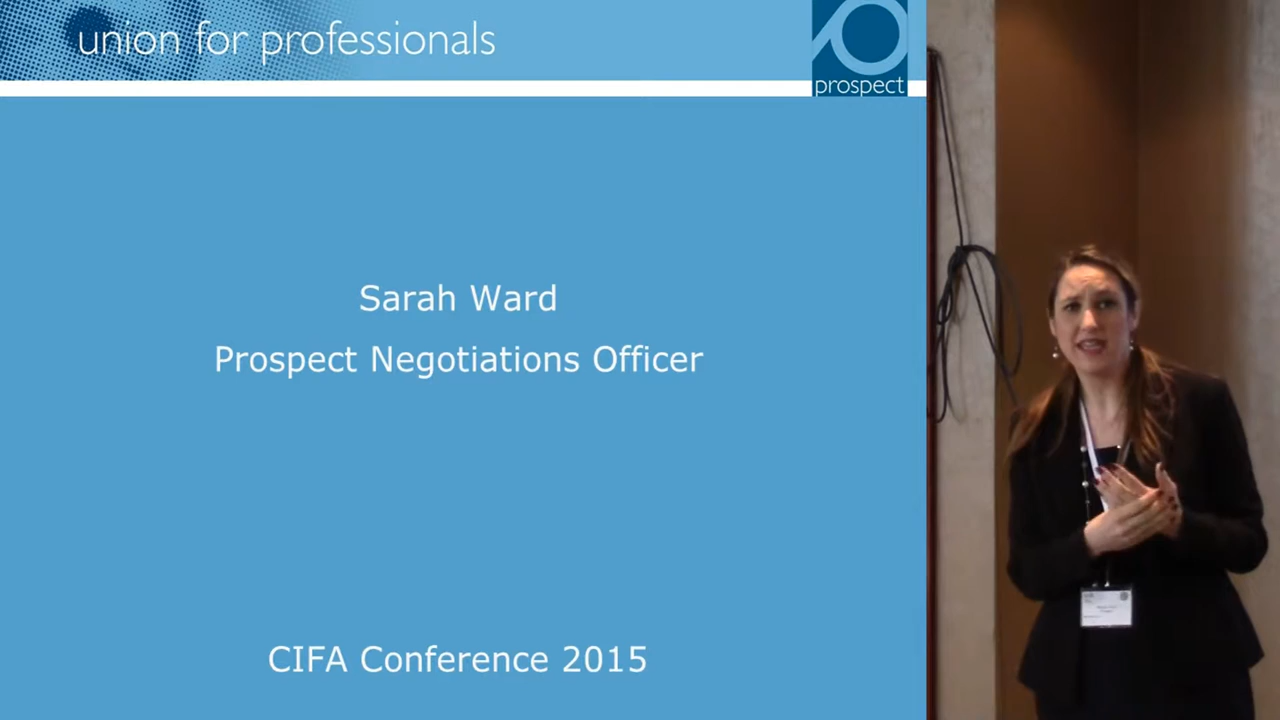 union for professionals
prospect
Sarah Ward
Prospect Negotiations Officer
CIFA Conference 2015